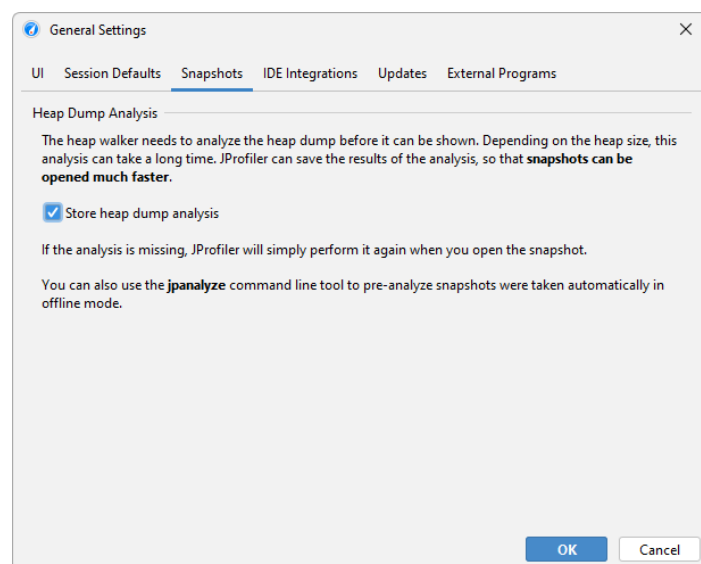 General Settings
UI Session Defaults Snapshots IDE Integrations Updates External Programs
Heap Dump Analysis
The heap walker needs to analyze the heap dump before it can be shown. Depending on the heap size, this
analysis can take a long time. JProfiler can save the results of the analysis, so that snapshots can be
opened much faster.
Store heap dump analysis
If the analysis is missing, JProfiler will simply perform it again when you open the snapshot.
You can also use the jpanalyze command line tool to pre-analyze snapshots were taken automatically in
offline mode.
OK Cancel